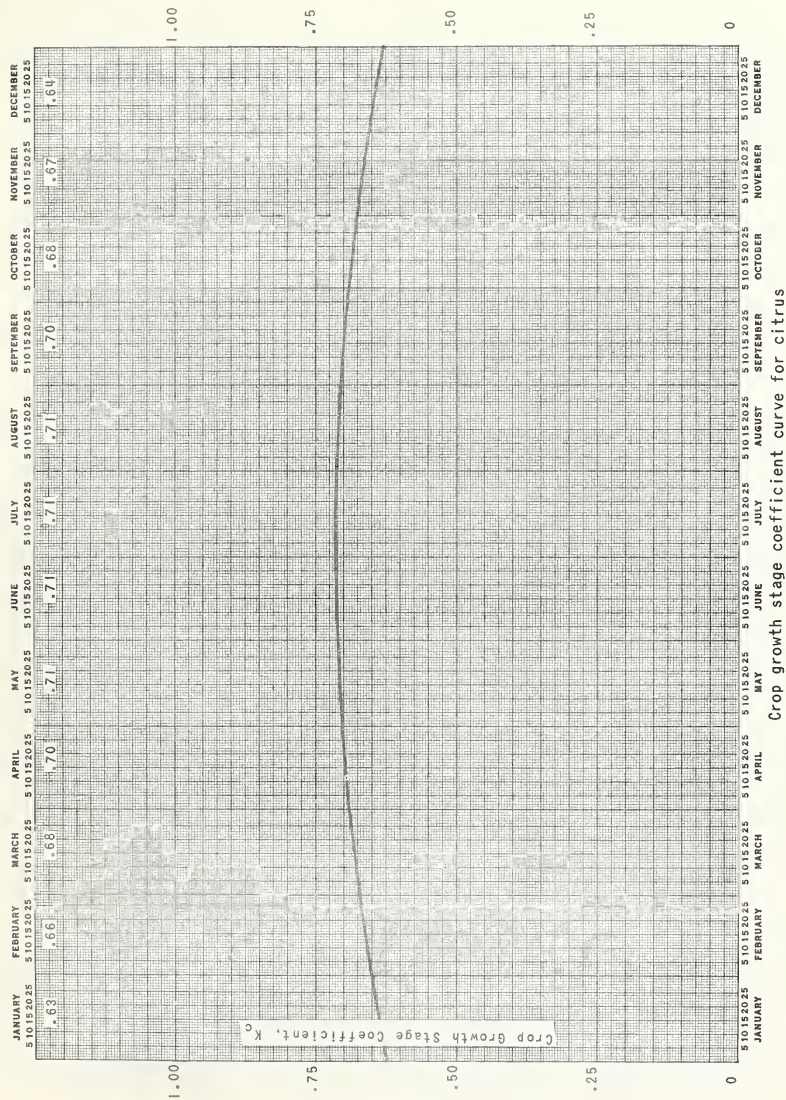 JANUARY FEBRUARY MARCH APRIL MAY JUNE JULY AUGUST SEPTEMBER OCTOBER NOVEMBER DECEMBER
5 10 15 20 25 5 10 15 20 25 5 10 15 20 25 5 10 15 20 25 5 10 15 20 25 5 10 15 20 25 5 10 15 20 25 5 10 15 20 25 5 10 15 20 25 5 10 15 20 25 5 10 15 20 25 5 10 15 20 25
.63 .66 .68 .70 .71 .71 .71 .71 .70 .68 .67 .64
1.00 1.00
.75 .75
.50 .50
.25 .25
0 0
Crop Growth Stage Coefficient, Kc
5 10 15 20 25 5 10 15 20 25 5 10 15 20 25 5 10 15 20 25 5 10 15 20 25 5 10 15 20 25 5 10 15 20 25 5 10 15 20 25 5 10 15 20 25 5 10 15 20 25 5 10 15 20 25 5 10 15 20 25
JANUARY FEBRUARY MARCH APRIL MAY JUNE JULY AUGUST SEPTEMBER OCTOBER NOVEMBER DECEMBER
Crop growth stage coefficient curve for citrus